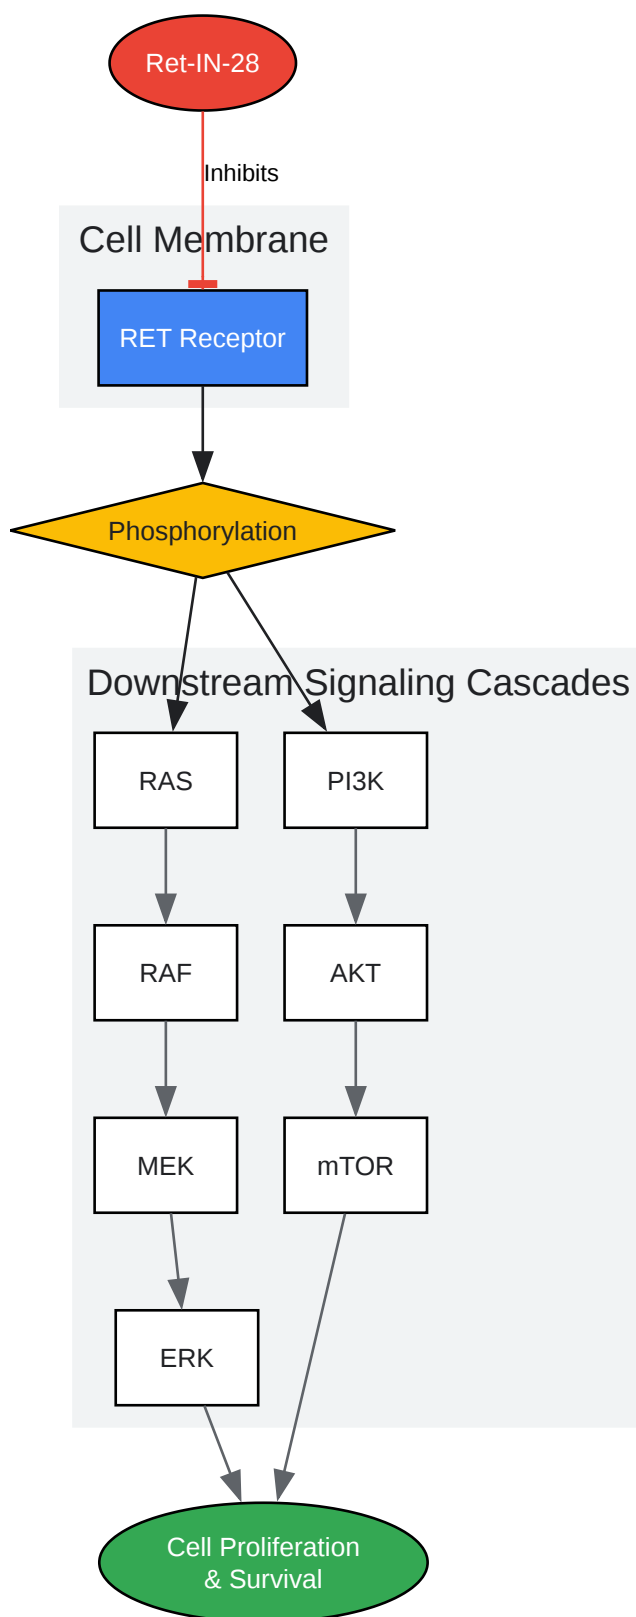 Ret-IN-28
Inhibits
Cell Membrane
RET Receptor
Phosphorylation
Downstream Signaling Cascades
RAS
PI3K
RAF
AKT
MEK
mTOR
ERK
Cell Proliferation
& Survival